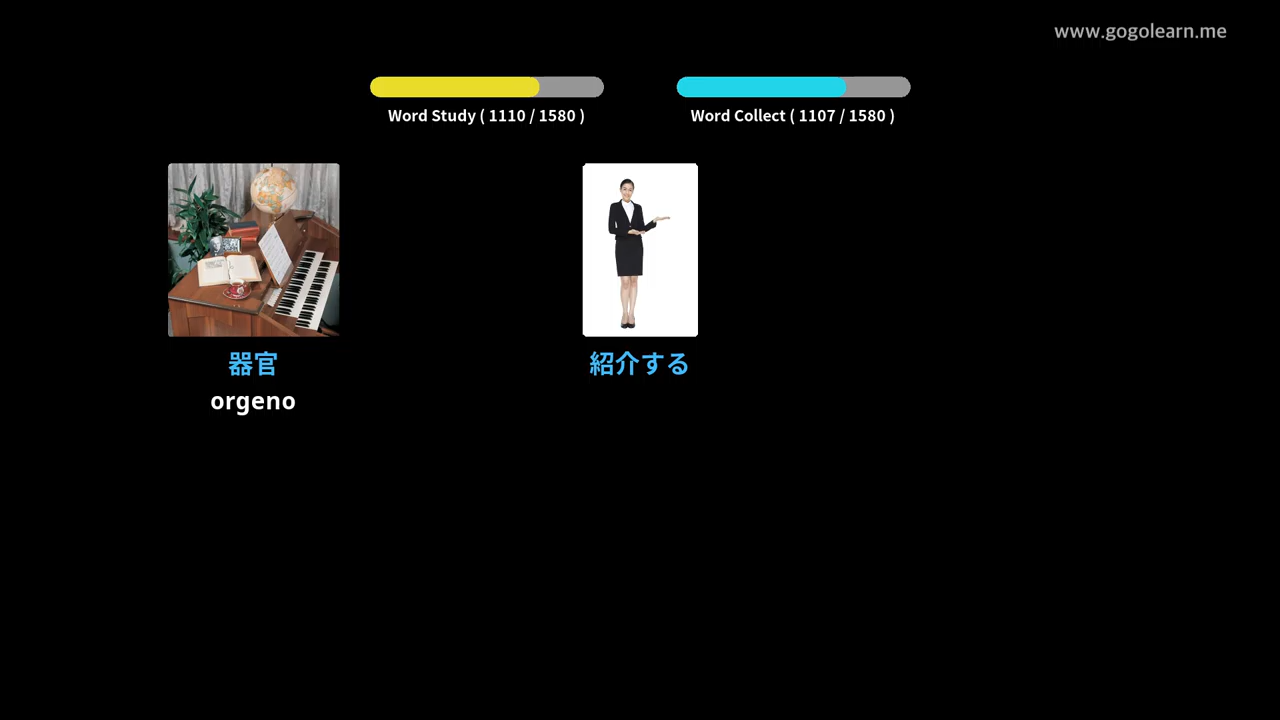 www.gogolearn.me
Word Study ( 1110 / 1580 )
Word Collect ( 1107 / 1580 )
器官
orgeno
紹介する